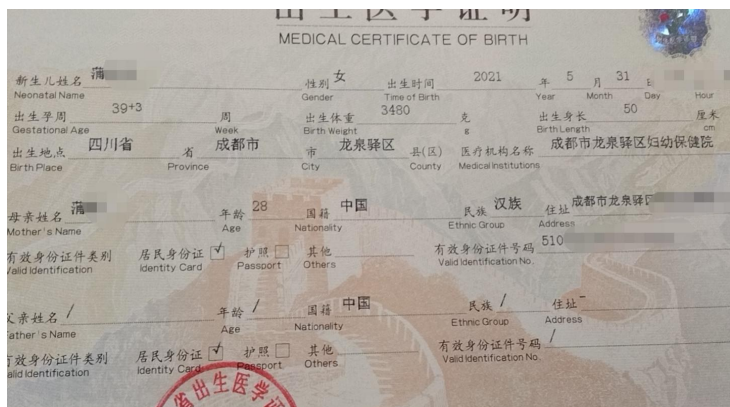 出生医学证明
MEDICAL CERTIFICATE OF BIRTH
新生儿姓名 蒲 性别 女 出生时间 2021 年 5 月 31
Neonatal Name Gender Time of Birth Year Month Day Hour
出生孕周 39+3 周 出生体重 3480 克 出生身长 50 厘米
Gestational Age Week Birth Weight g Birth Length cm
出生地点 四川省 省 成都市 市 龙泉驿区 县(区) 医疗机构名称 成都市龙泉驿区妇幼保健院
Birth Place Province City County Medical Institutions
母亲姓名 蒲 年龄 28 国籍 中国 民族 汉族 住址 成都市龙泉驿区
Mother's Name Age Nationality Ethnic Group Address
有效身份证件类别 居民身份证 ✓ 护照 其他 有效身份证件号码 510
Valid Identification Identity Card Passport Others Valid Identification No.
父亲姓名 / 年龄 / 国籍 中国 民族 / 住址 -
Father's Name Age Nationality Ethnic Group Address
有效身份证件类别 居民身份证 ✓ 护照 其他 有效身份证件号码 /
Valid Identification Identity Card Passport Others Valid Identification No.
省出生医学证